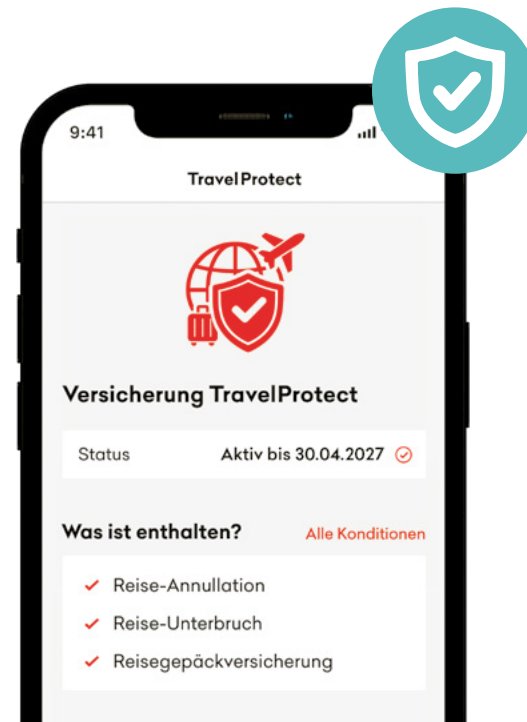 9:41
TravelProtect
Versicherung TravelProtect
Status Aktiv bis 30.04.2027
Was ist enthalten? Alle Konditionen
Reise-Annullation
Reise-Unterbruch
Reisegepäckversicherung